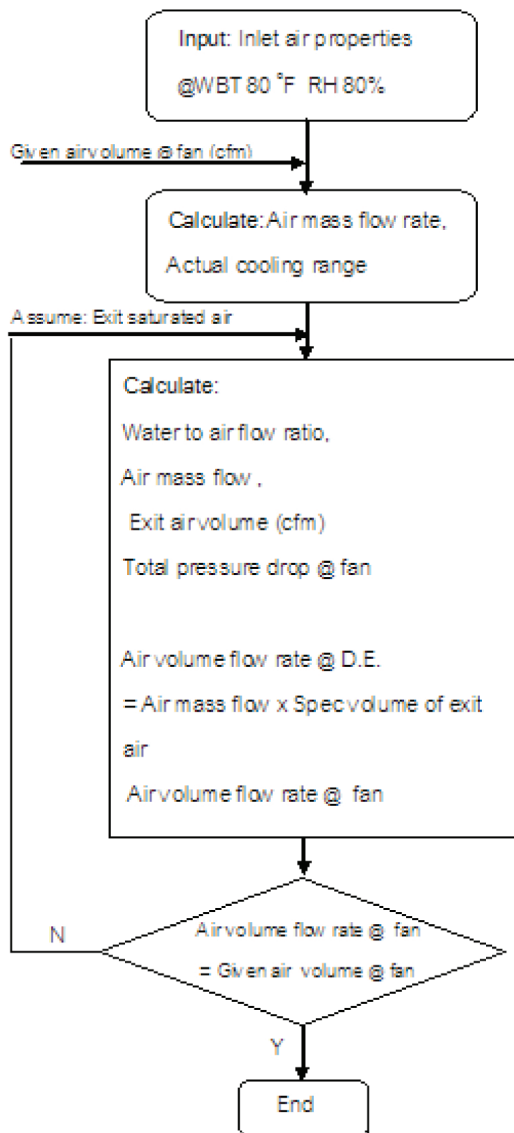 Input: Inlet air properties
@WBT 80 °F RH 80%
Given air volume @ fan (cfm)
Calculate: Air mass flow rate,
Actual cooling range
Assume: Exit saturated air
Calculate:
Water to air flow ratio,
Air mass flow ,
Exit air volume (cfm)
Total pressure drop @ fan
Air volume flow rate @ D.E.
= Air mass flow x Spec volume of exit
air
Air volume flow rate @ fan
Air volume flow rate @ fan
= Given air volume @ fan
N
Y
End